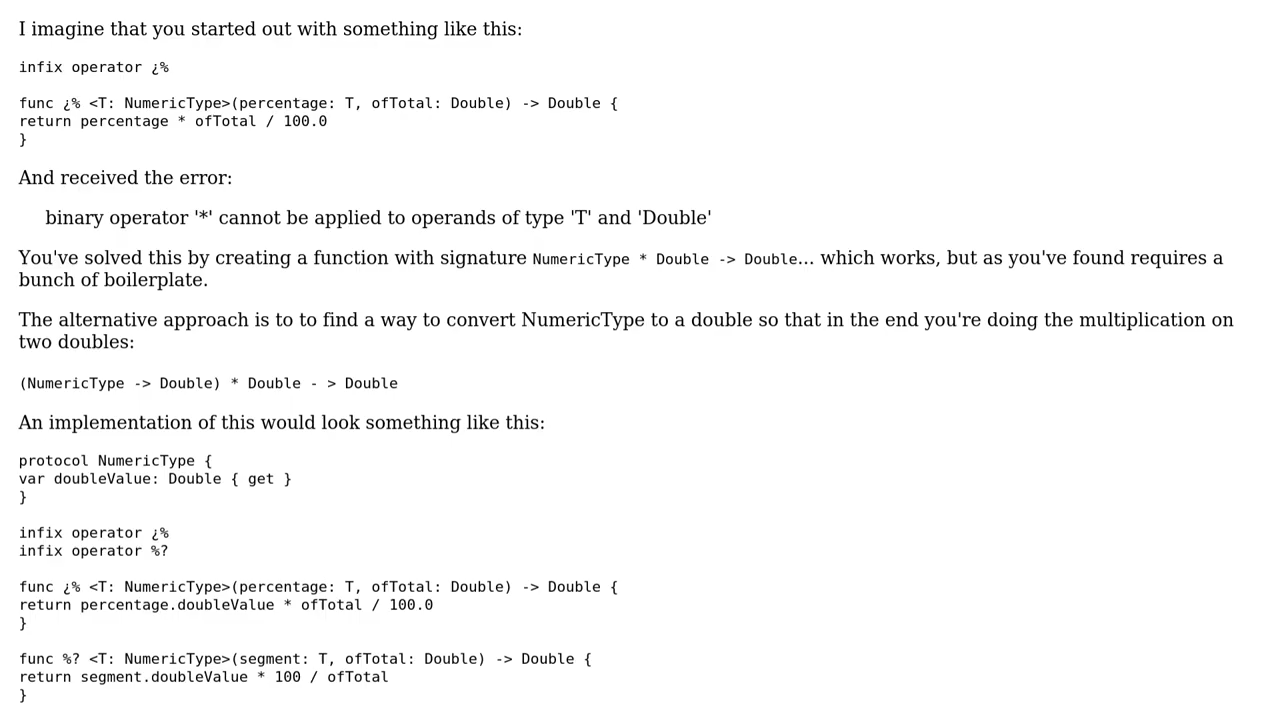 I imagine that you started out with something like this:
infix operator ¿%
func ¿% <T: NumericType>(percentage: T, ofTotal: Double) -> Double {
return percentage * ofTotal / 100.0
}
And received the error:
binary operator '*' cannot be applied to operands of type 'T' and 'Double'
You've solved this by creating a function with signature NumericType * Double -> Double... which works, but as you've found requires a
bunch of boilerplate.
The alternative approach is to to find a way to convert NumericType to a double so that in the end you're doing the multiplication on
two doubles:
(NumericType -> Double) * Double - > Double
An implementation of this would look something like this:
protocol NumericType {
var doubleValue: Double { get }
}
infix operator ¿%
infix operator %?
func ¿% <T: NumericType>(percentage: T, ofTotal: Double) -> Double {
return percentage.doubleValue * ofTotal / 100.0
}
func %? <T: NumericType>(segment: T, ofTotal: Double) -> Double {
return segment.doubleValue * 100 / ofTotal
}